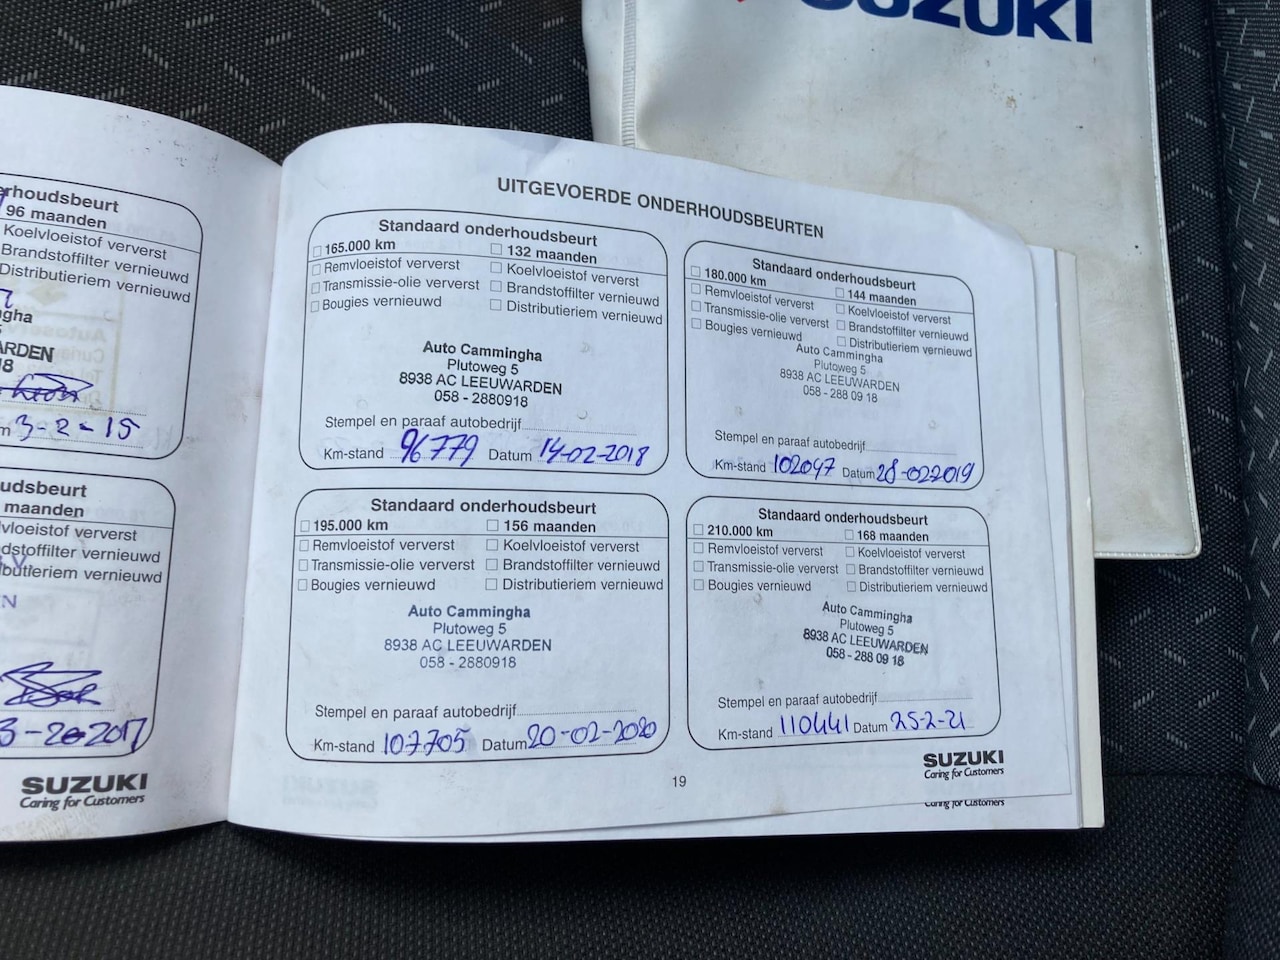 SUZUKI
rhoudsbeurt
96 maanden
Koelvloeistof ververst
Brandstoffilter vernieuwd
Distributieriem vernieuwd
gha
ARDEN
3-2-15
udsbeurt
maanden
lvloeistof ververst
dstoffilter vernieuwd
ibutieriem vernieuwd
3-2-2017
SUZUKI
Caring for Customers
UITGEVOERDE ONDERHOUDSBEURTEN
Standaard onderhoudsbeurt
165.000 km 132 maanden
Remvloeistof ververst Koelvloeistof ververst
Transmissie-olie ververst Brandstoffilter vernieuwd
Bougies vernieuwd Distributieriem vernieuwd
Auto Cammingha
Plutoweg 5
8938 AC LEEUWARDEN
058 - 2880918
Stempel en paraaf autobedrijf
Km-stand 96779 Datum 14-02-2018
Standaard onderhoudsbeurt
180.000 km 144 maanden
Remvloeistof ververst Koelvloeistof ververst
Transmissie-olie ververst Brandstoffilter vernieuwd
Bougies vernieuwd Distributieriem vernieuwd
Auto Cammingha
Plutoweg 5
8938 AC LEEUWARDEN
058 - 288 09 18
Stempel en paraaf autobedrijf
Km-stand 102097 Datum 28-02-2019
Standaard onderhoudsbeurt
195.000 km 156 maanden
Remvloeistof ververst Koelvloeistof ververst
Transmissie-olie ververst Brandstoffilter vernieuwd
Bougies vernieuwd Distributieriem vernieuwd
Auto Cammingha
Plutoweg 5
8938 AC LEEUWARDEN
058 - 2880918
Stempel en paraaf autobedrijf
Km-stand 107705 Datum 20-02-2020
Standaard onderhoudsbeurt
210.000 km 168 maanden
Remvloeistof ververst Koelvloeistof ververst
Transmissie-olie ververst Brandstoffilter vernieuwd
Bougies vernieuwd Distributieriem vernieuwd
Auto Cammingha
Plutoweg 5
8938 AC LEEUWARDEN
058 - 288 09 18
Stempel en paraaf autobedrijf
Km-stand 110441 Datum 25-2-21
19
SUZUKI
Caring for Customers
Caring for Customers